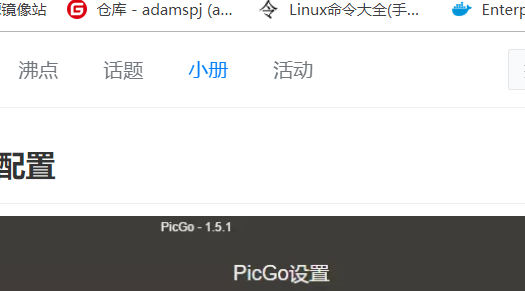 镜像站 仓库 - adamspj (a... Linux命令大全(手... Enterp
沸点 话题 小册 活动
配置
PicGo - 1.5.1
PicGo设置